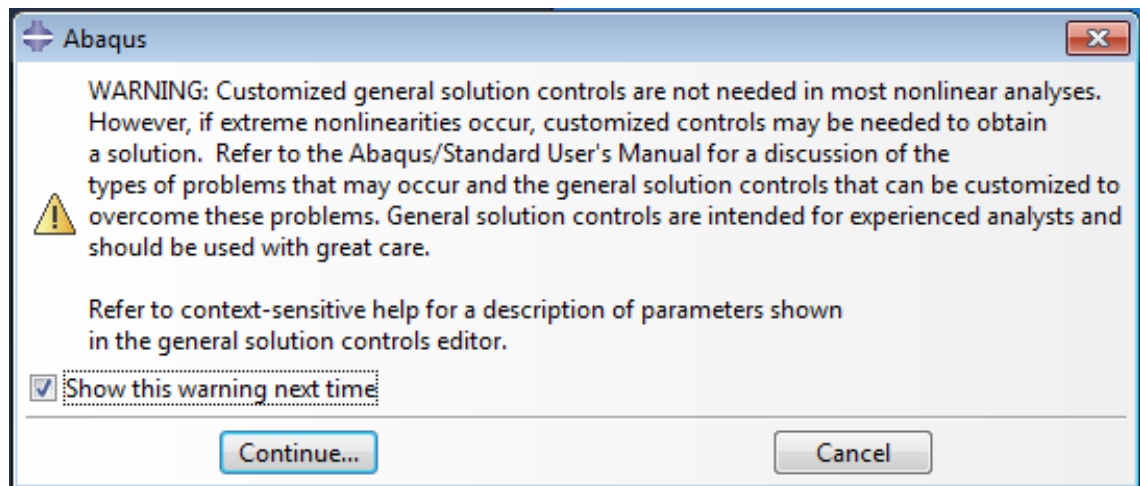 Abaqus
WARNING: Customized general solution controls are not needed in most nonlinear analyses.
However, if extreme nonlinearities occur, customized controls may be needed to obtain
a solution.  Refer to the Abaqus/Standard User's Manual for a discussion of the
types of problems that may occur and the general solution controls that can be customized to
overcome these problems. General solution controls are intended for experienced analysts and
should be used with great care.
Refer to context-sensitive help for a description of parameters shown
in the general solution controls editor.
Show this warning next time
Continue...
Cancel